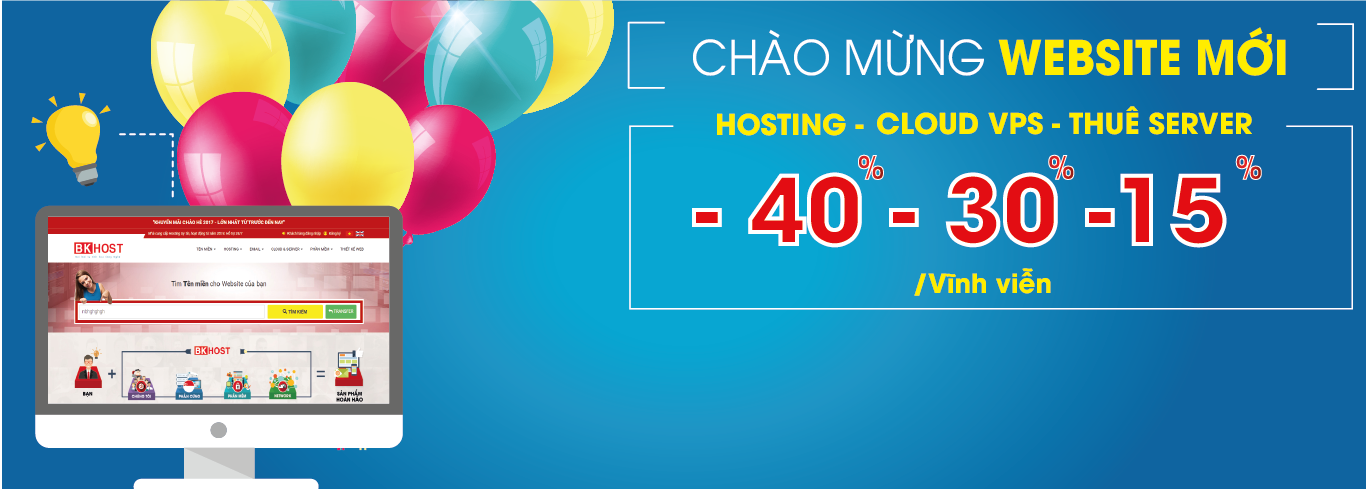 CHÀO MỪNG WEBSITE MỚI
HOSTING - CLOUD VPS - THUÊ SERVER
- 40% - 30% -15%
/Vĩnh viễn
"KHUYẾN MÃI CHÀO HÈ 2017 - LỚN NHẤT TỪ TRƯỚC ĐẾN NAY"
BKHOST
TÊN MIỀN HOSTING EMAIL CLOUD & SERVER PHẦN MỀM THIẾT KẾ WEB
Tìm Tên miền cho Website của bạn
TÌM KIẾM TRANSFER
BKHOST
+ =
BẠN CHÚNG TÔI PHẦN CỨNG PHẦN MỀM NETWORK SẢN PHẨM
HOÀN HẢO